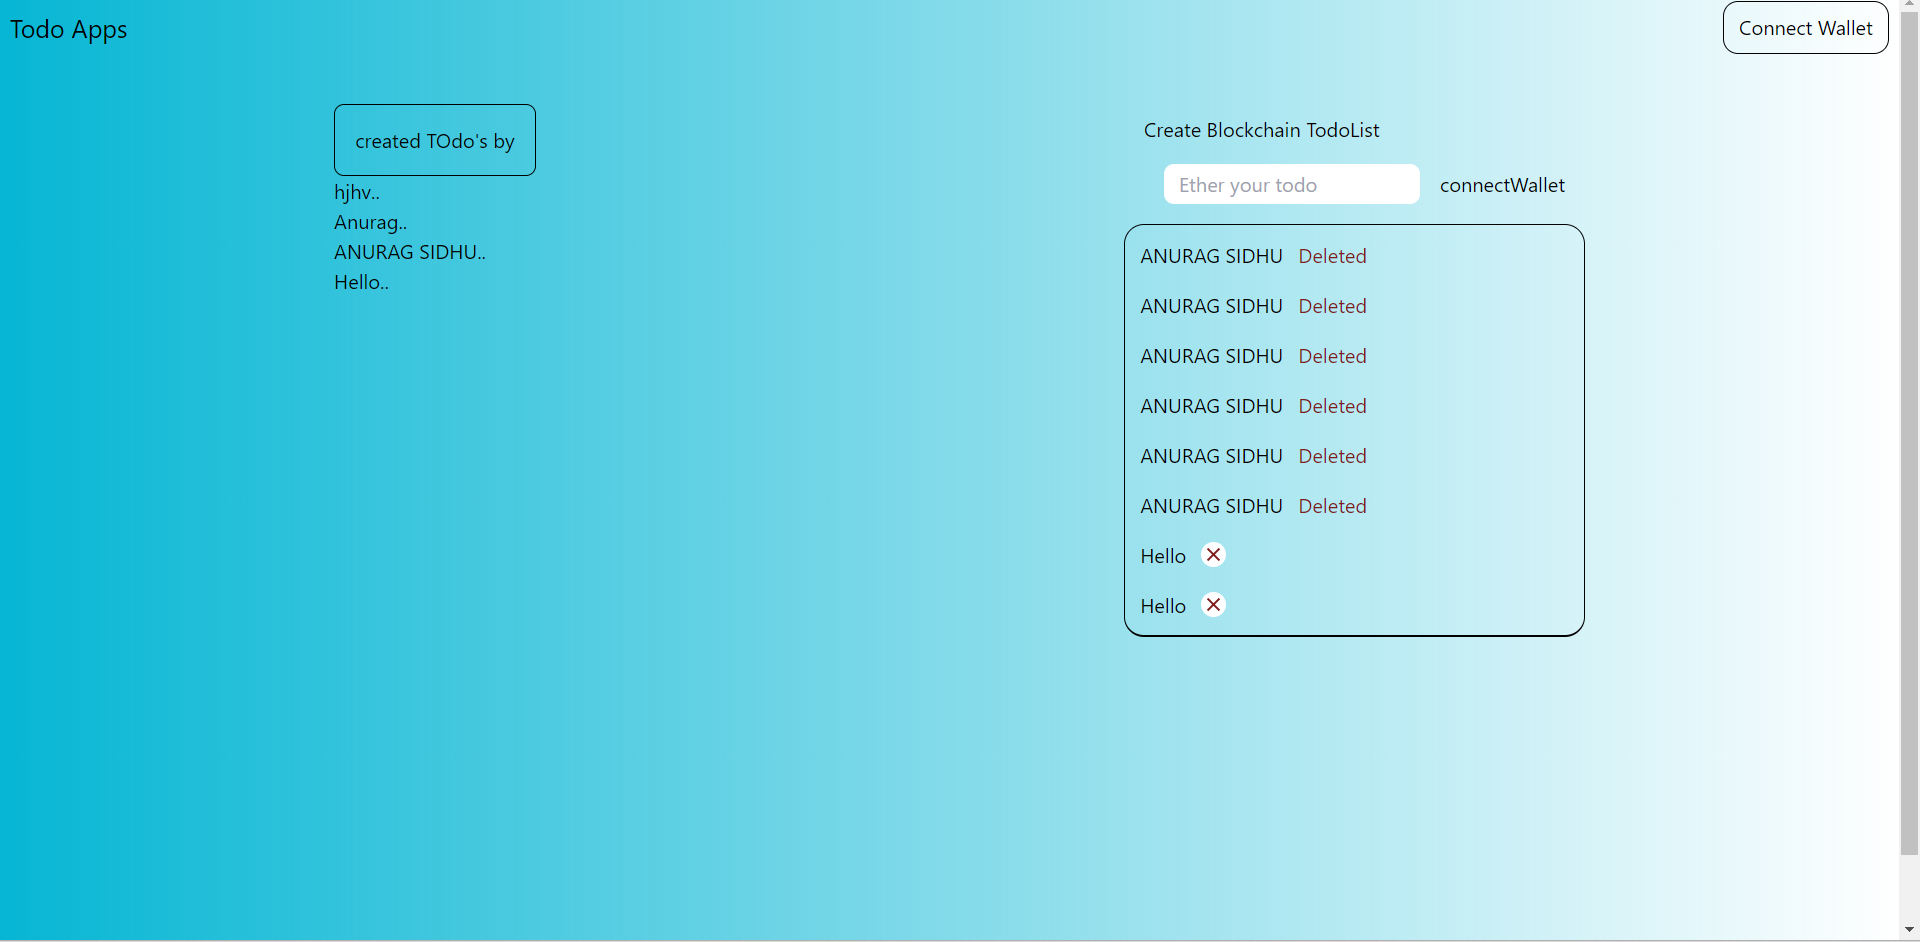 Todo Apps
Connect Wallet
created TOdo's by
hjhv..
Anurag..
ANURAG SIDHU..
Hello..
Create Blockchain TodoList
Ether your todo connectWallet
ANURAG SIDHU Deleted
ANURAG SIDHU Deleted
ANURAG SIDHU Deleted
ANURAG SIDHU Deleted
ANURAG SIDHU Deleted
ANURAG SIDHU Deleted
Hello
Hello